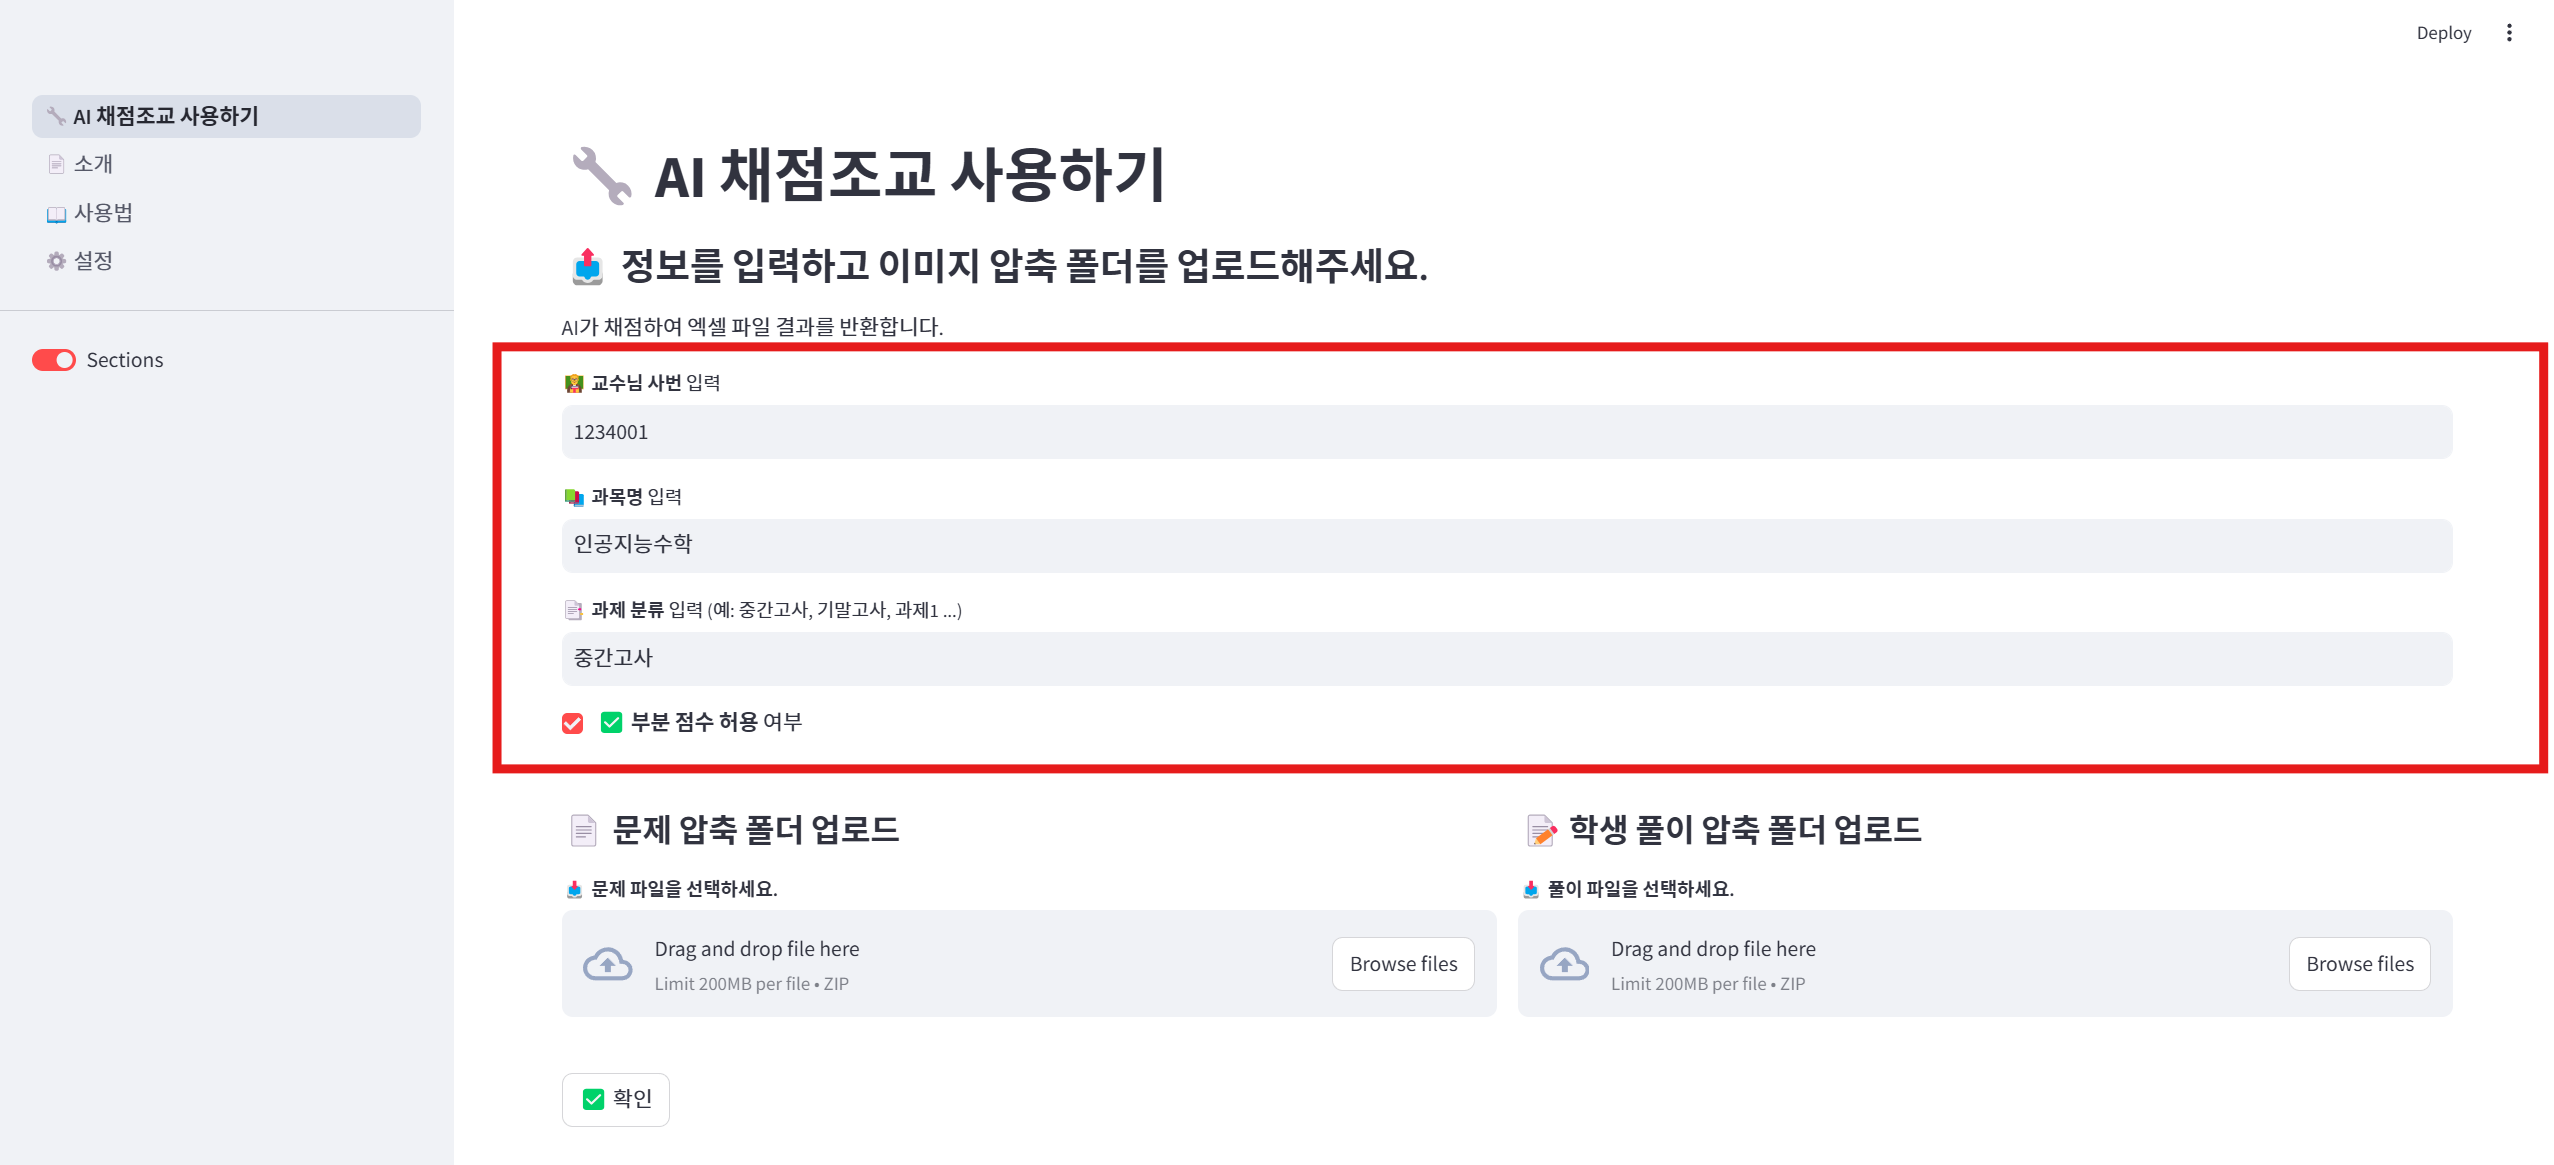 Deploy
AI 채점조교 사용하기
소개
사용법
설정
Sections
AI 채점조교 사용하기
정보를 입력하고 이미지 압축 폴더를 업로드해주세요.
AI가 채점하여 엑셀 파일 결과를 반환합니다.
교수님 사번 입력
1234001
과목명 입력
인공지능수학
과제 분류 입력 (예: 중간고사, 기말고사, 과제1 ...)
중간고사
부분 점수 허용 여부
문제 압축 폴더 업로드
문제 파일을 선택하세요.
Drag and drop file here
Limit 200MB per file • ZIP
Browse files
학생 풀이 압축 폴더 업로드
풀이 파일을 선택하세요.
Drag and drop file here
Limit 200MB per file • ZIP
Browse files
확인